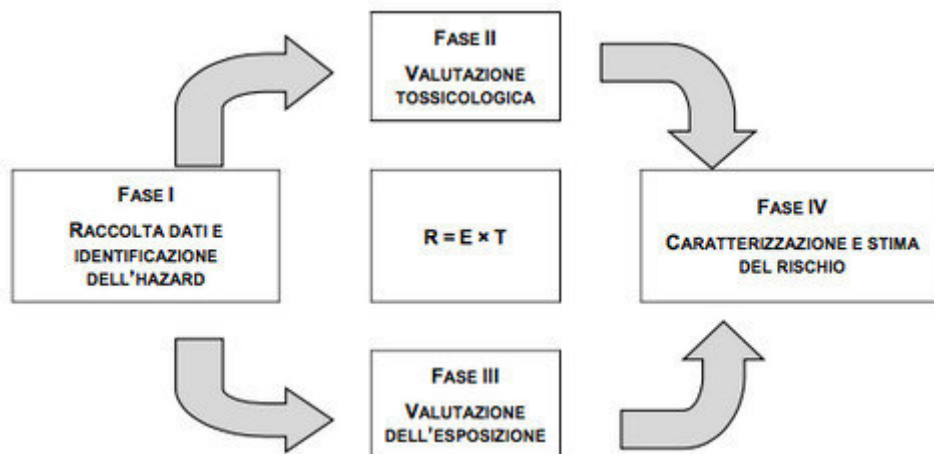 FASE II
VALUTAZIONE
TOSSICOLOGICA
FASE I
RACCOLTA DATI E
IDENTIFICAZIONE
DELL'HAZARD
R = E × T
FASE IV
CARATTERIZZAZIONE E STIMA
DEL RISCHIO
FASE III
VALUTAZIONE
DELL'ESPOSIZIONE